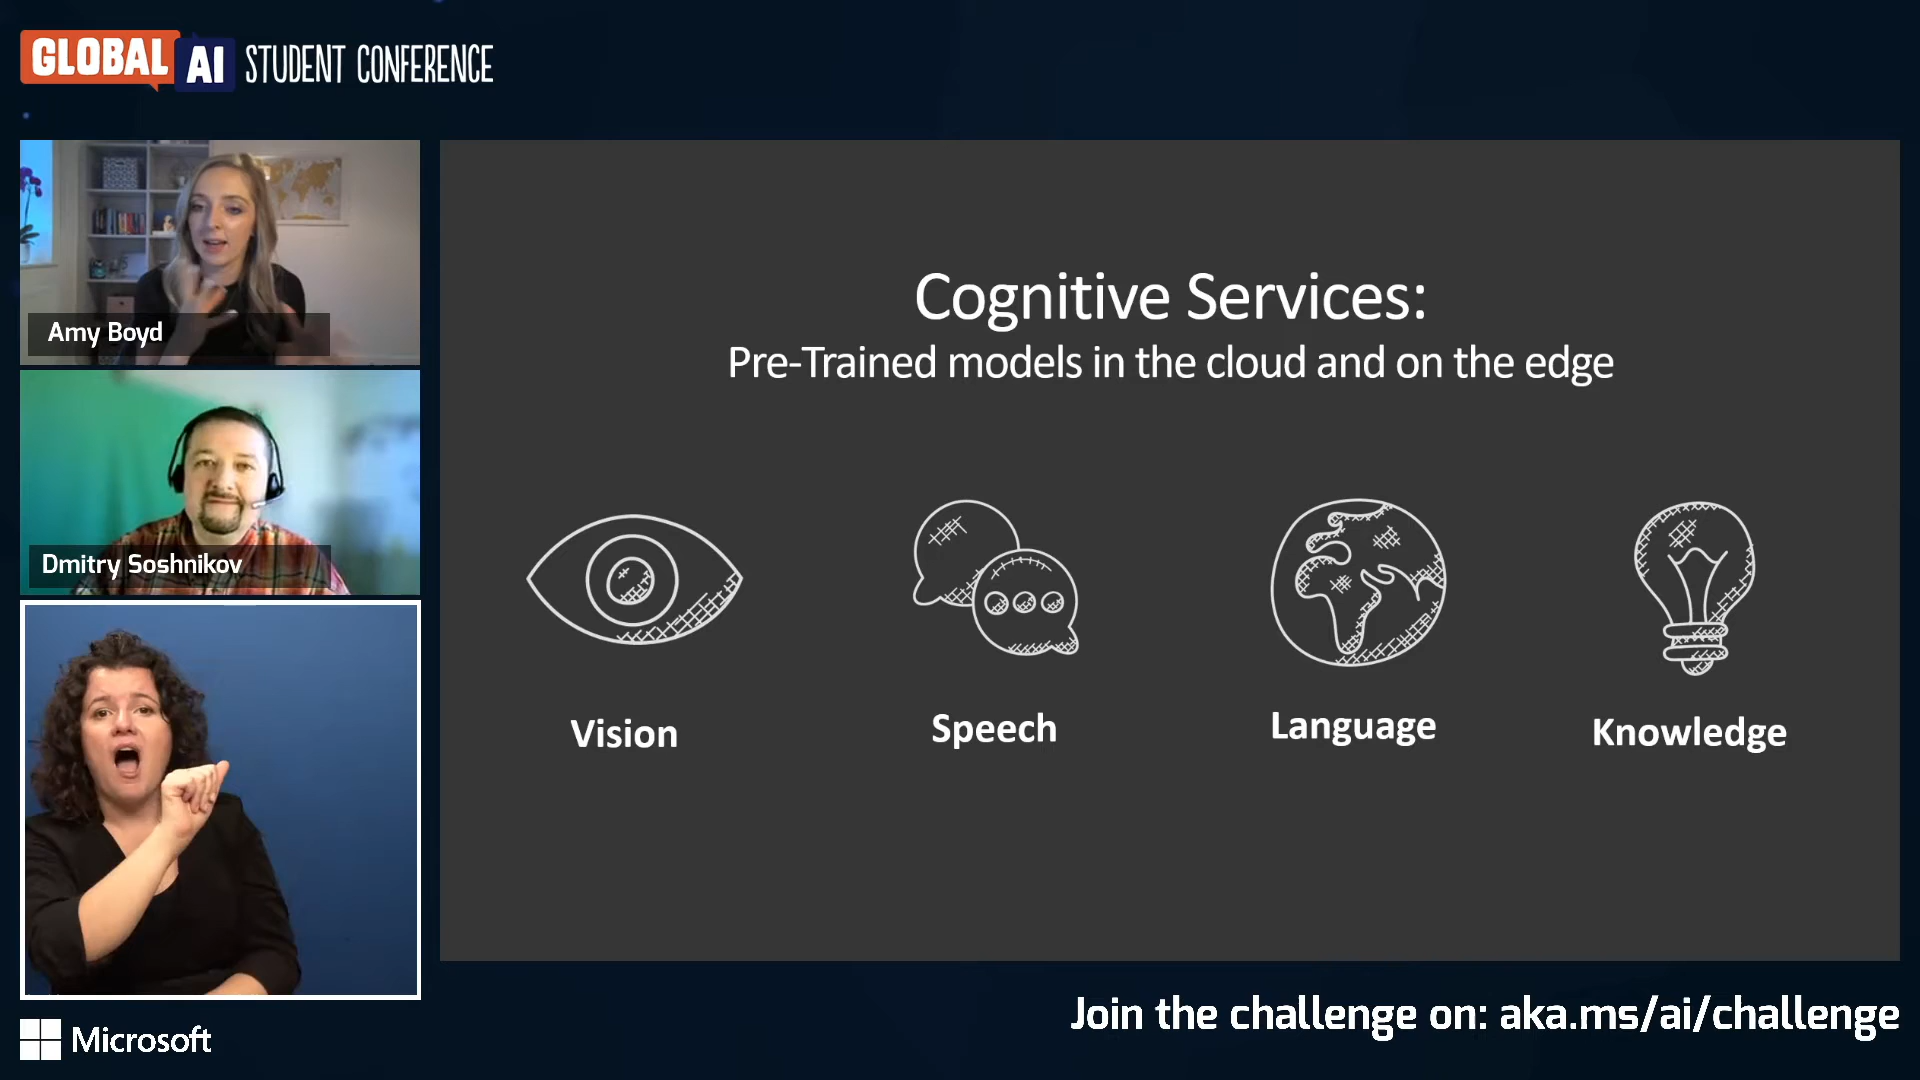 GLOBAL AI STUDENT CONFERENCE
Amy Boyd
Dmitry Soshnikov
Cognitive Services:
Pre-Trained models in the cloud and on the edge
Vision
Speech
Language
Knowledge
Microsoft
Join the challenge on: aka.ms/ai/challenge